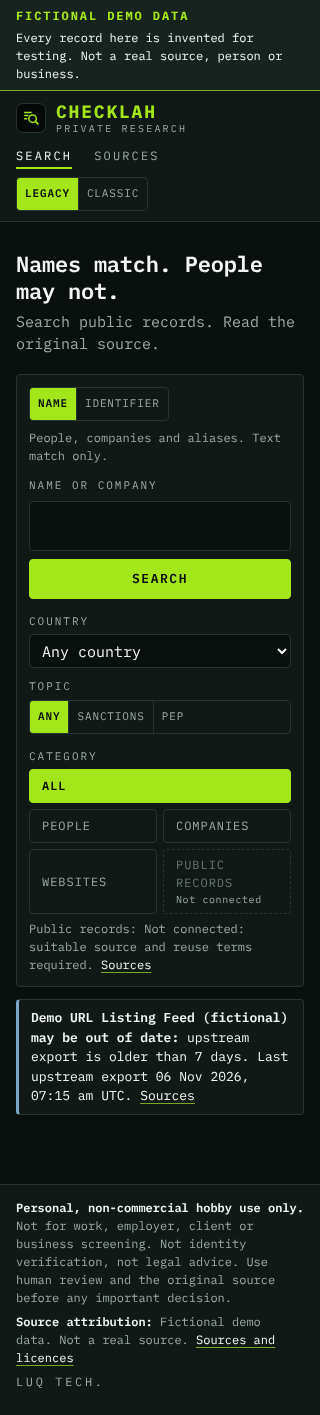 FICTIONAL DEMO DATA
Every record here is invented for
testing. Not a real source, person or
business.
CHECKLAH
PRIVATE RESEARCH
SEARCH SOURCES
LEGACY CLASSIC
Names match. People
may not.
Search public records. Read the
original source.
NAME IDENTIFIER
People, companies and aliases. Text
match only.
NAME OR COMPANY
SEARCH
COUNTRY
Any country
TOPIC
ANY SANCTIONS PEP
CATEGORY
ALL
PEOPLE COMPANIES
WEBSITES
PUBLIC
RECORDS
Not connected
Public records: Not connected:
suitable source and reuse terms
required. Sources
Demo URL Listing Feed (fictional)
may be out of date: upstream
export is older than 7 days. Last
upstream export 06 Nov 2026,
07:15 am UTC. Sources
Personal, non-commercial hobby use only.
Not for work, employer, client or
business screening. Not identity
verification, not legal advice. Use
human review and the original source
before any important decision.
Source attribution: Fictional demo
data. Not a real source. Sources and
licences
LUQ TECH.